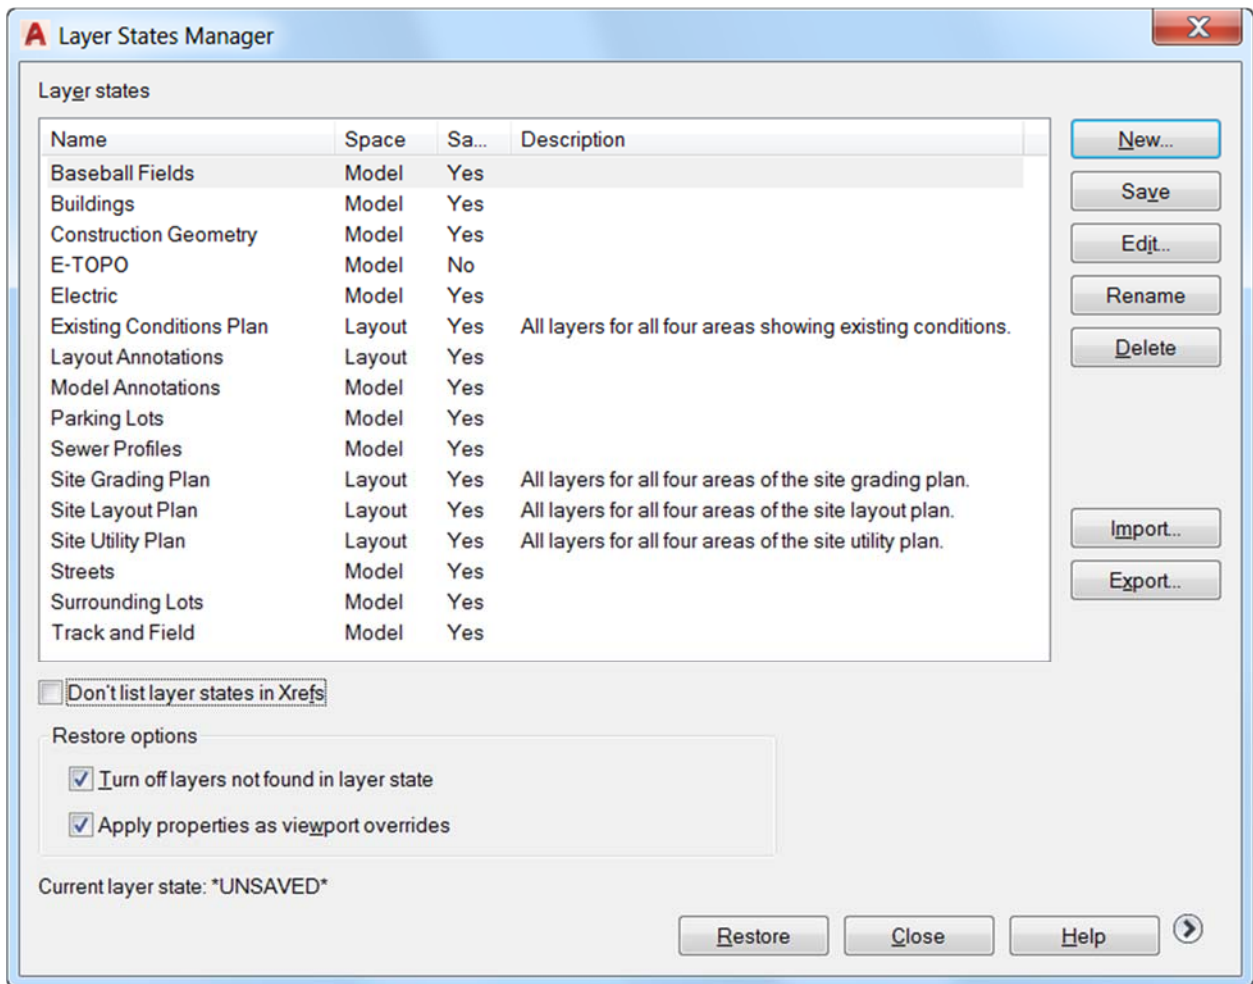 Layer States Manager
Layer states
Name Space Sa... Description
Baseball Fields Model Yes
Buildings Model Yes
Construction Geometry Model Yes
E-TOPO Model No
Electric Model Yes
Existing Conditions Plan Layout Yes All layers for all four areas showing existing conditions.
Layout Annotations Layout Yes
Model Annotations Model Yes
Parking Lots Model Yes
Sewer Profiles Model Yes
Site Grading Plan Layout Yes All layers for all four areas of the site grading plan.
Site Layout Plan Layout Yes All layers for all four areas of the site layout plan.
Site Utility Plan Layout Yes All layers for all four areas of the site utility plan.
Streets Model Yes
Surrounding Lots Model Yes
Track and Field Model Yes
New...
Save
Edit...
Rename
Delete
Import...
Export...
Don't list layer states in Xrefs
Restore options
Turn off layers not found in layer state
Apply properties as viewport overrides
Current layer state: *UNSAVED*
Restore Close Help